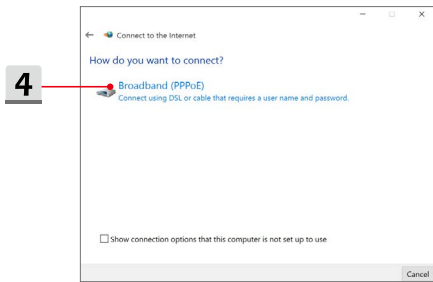 Connect to the Internet
How do you want to connect?
4
Broadband (PPPoE)
Connect using DSL or cable that requires a user name and password.
Show connection options that this computer is not set up to use
Cancel